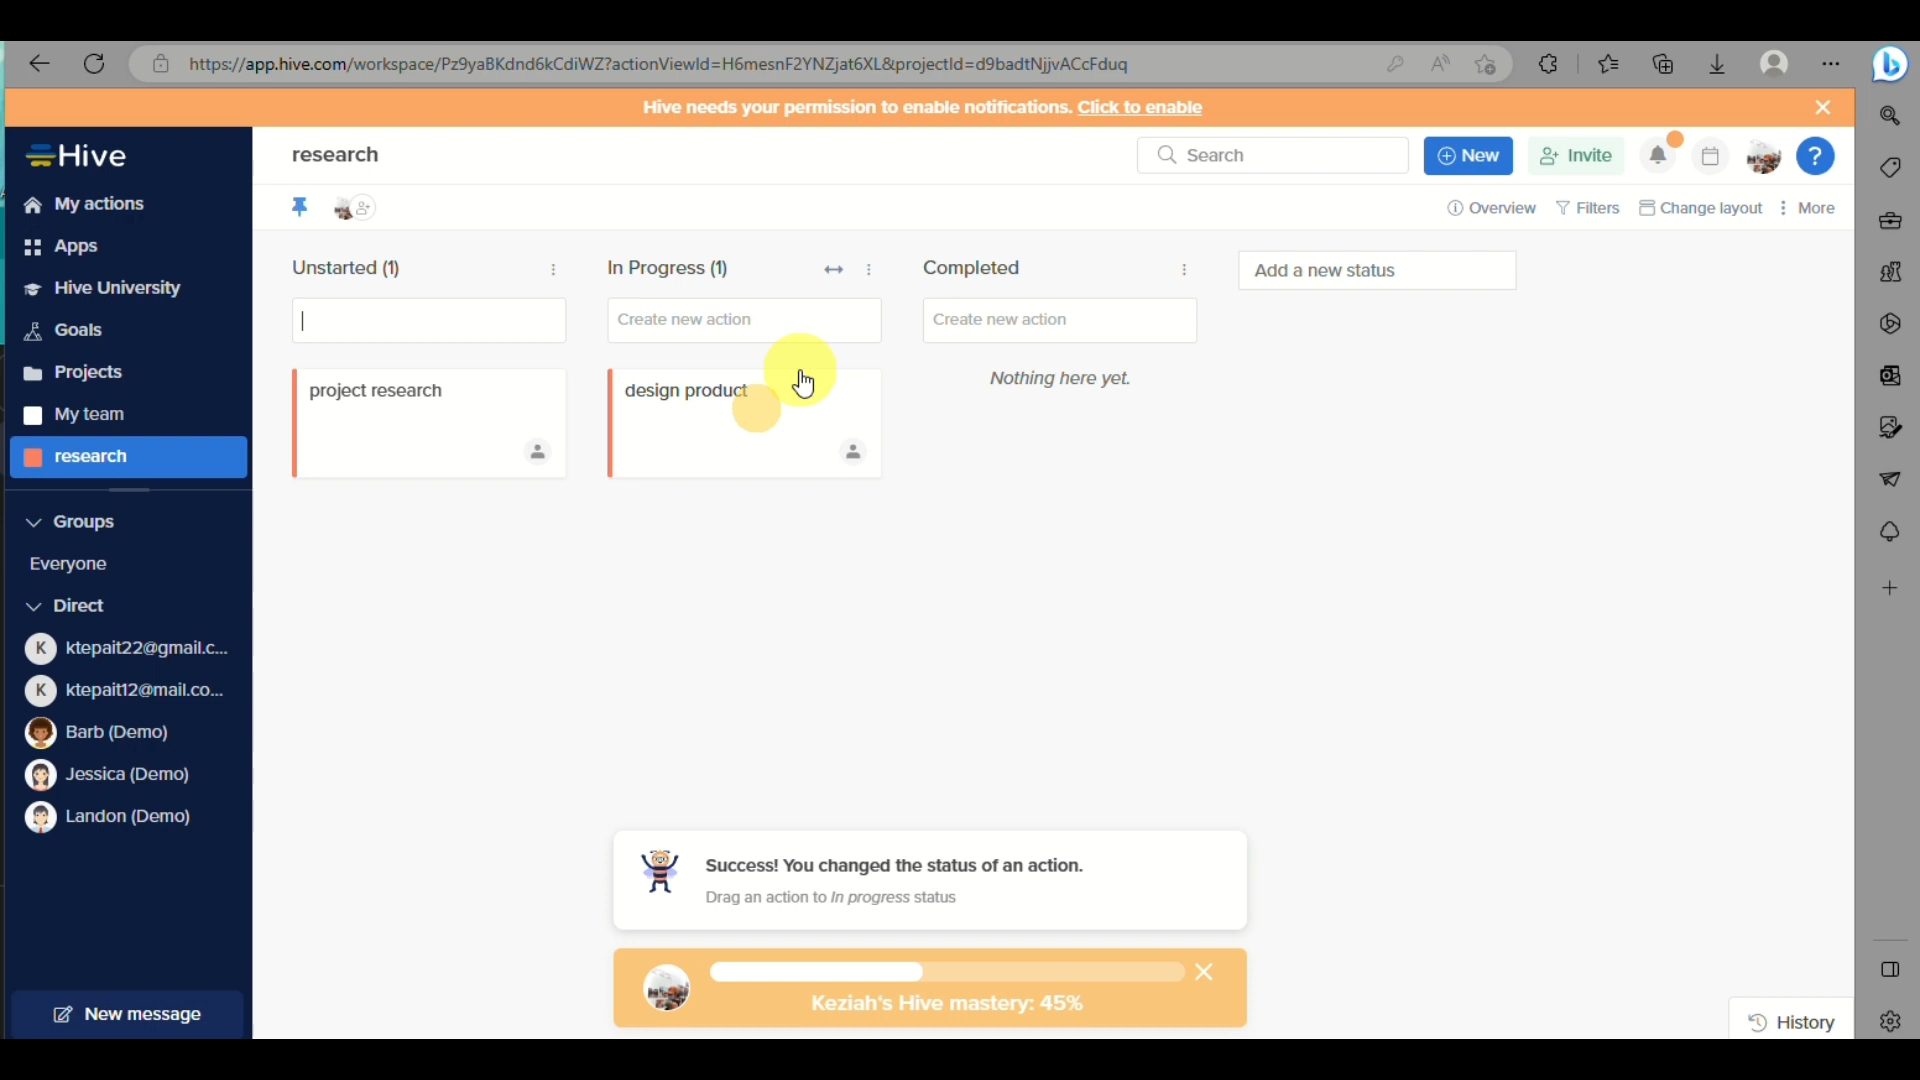 https://app.hive.com/workspace/Pz9yaBKdnd6kCdiWZ?actionViewId=H6mesnF2YNZjat6XL&projectId=d9badtNjjvACcFduq
Hive needs your permission to enable notifications. Click to enable
Hive
research
Search
New
Invite
?
My actions
Apps
Hive University
Goals
Projects
My team
research
Overview
Filters
Change layout
More
Unstarted (1)
In Progress (1)
Completed
Add a new status
Create new action
Create new action
project research
design product
Nothing here yet.
Groups
Everyone
Direct
K ktepait22@gmail.c...
K ktepait12@mail.co...
Barb (Demo)
Jessica (Demo)
Landon (Demo)
New message
Success! You changed the status of an action.
Drag an action to In progress status
Keziah's Hive mastery: 45%
History